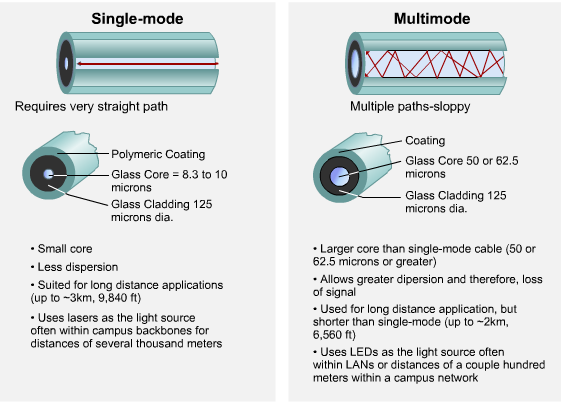 Single-mode
Requires very straight path
Polymeric Coating
Glass Core = 8.3 to 10
microns
Glass Cladding 125
microns dia.
• Small core
• Less dispersion
• Suited for long distance applications
(up to ~3km, 9,840 ft)
• Uses lasers as the light source
often within campus backbones for
distances of several thousand meters
Multimode
Multiple paths-sloppy
Coating
Glass Core 50 or 62.5
microns
Glass Cladding 125
microns dia.
• Larger core than single-mode cable (50 or
62.5 microns or greater)
• Allows greater dipersion and therefore, loss
of signal
• Used for long distance application, but
shorter than single-mode (up to ~2km,
6,560 ft)
• Uses LEDs as the light source often
within LANs or distances of a couple hundred
meters within a campus network